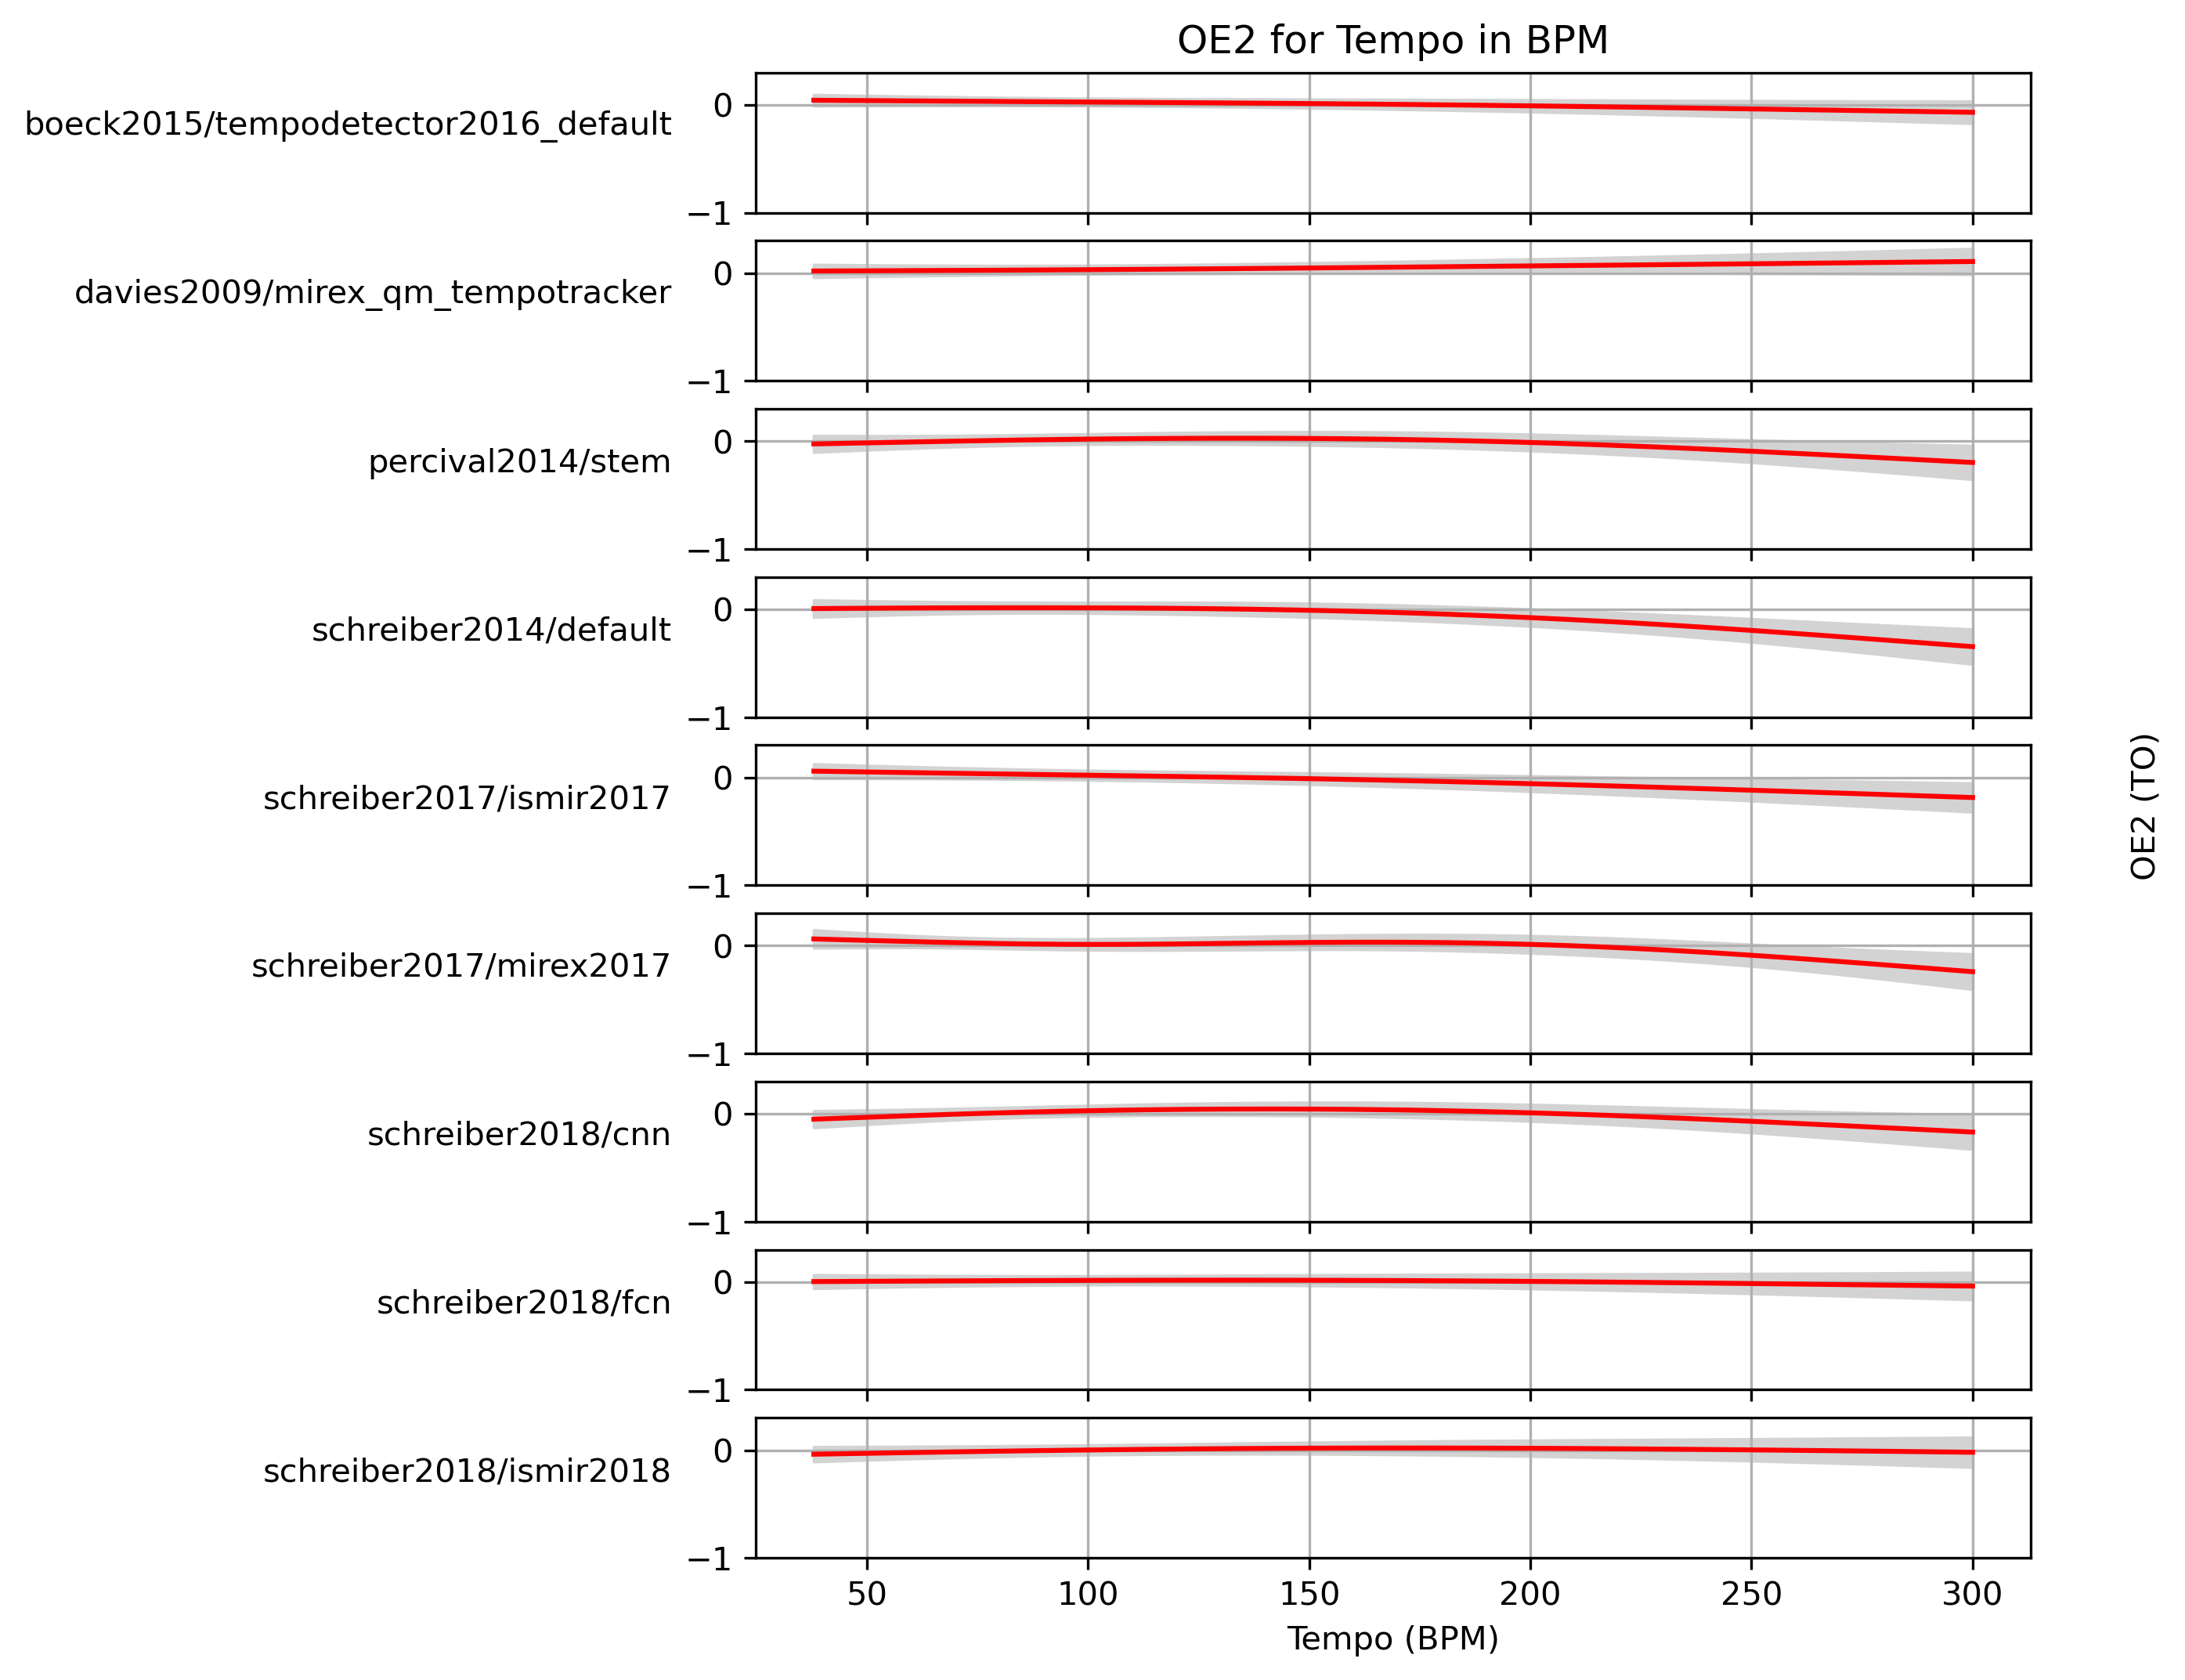 OE2 for Tempo in BPM
boeck2015/tempodetector2016_default
0
−1
davies2009/mirex_qm_tempotracker
0
−1
percival2014/stem
0
−1
schreiber2014/default
0
−1
schreiber2017/ismir2017
0
−1
schreiber2017/mirex2017
0
−1
schreiber2018/cnn
0
−1
schreiber2018/fcn
0
−1
schreiber2018/ismir2018
0
−1
50 100 150 200 250 300
Tempo (BPM)
OE2 (TO)